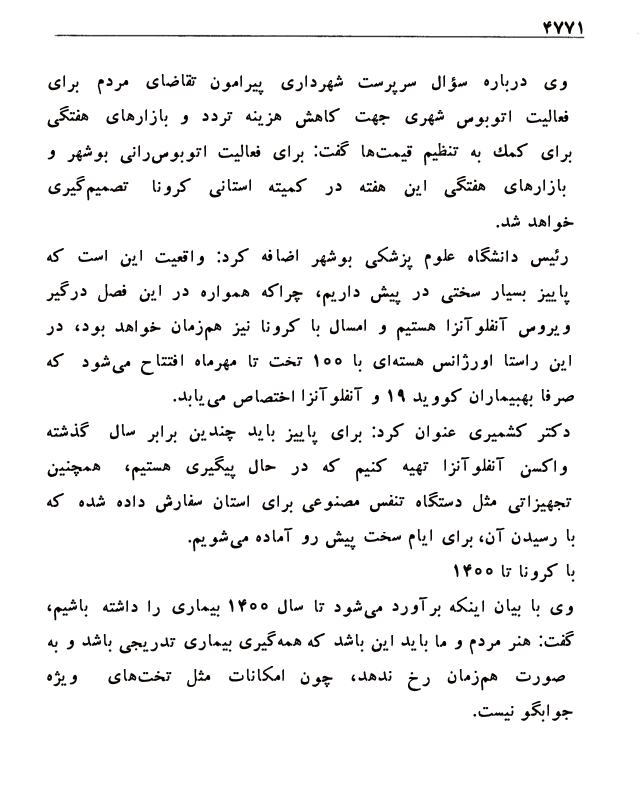 ۴۷۷۱
وی درباره سؤال سرپرست شهرداری پیرامون تقاضای مردم برای
فعالیت اتوبوس شهری جهت کاهش هزینه تردد و بازارهای هفتگی
برای کمك به تنظیم قیمت‌ها گفت: برای فعالیت اتوبوس‌رانی بوشهر و
بازارهای هفتگی این هفته در کمیته استانی کرونا تصمیم‌گیری
خواهد شد.
رئیس دانشگاه علوم پزشکی بوشهر اضافه کرد: واقعیت این است که
پاییز بسیار سختی در پیش داریم، چراکه همواره در این فصل درگیر
ویروس آنفلوآنزا هستیم و امسال با کرونا نیز هم‌زمان خواهد بود، در
این راستا اورژانس هسته‌ای با ۱۰۰ تخت تا مهرماه افتتاح می‌شود که
صرفا بهبیماران کووید ۱۹ و آنفلوآنزا اختصاص می‌یابد.
دکتر کشمیری عنوان کرد: برای پاییز باید چندین برابر سال گذشته
واکسن آنفلوآنزا تهیه کنیم که در حال پیگیری هستیم، همچنین
تجهیزاتی مثل دستگاه تنفس مصنوعی برای استان سفارش داده شده که
با رسیدن آن، برای ایام سخت پیش رو آماده می‌شویم.
با کرونا تا ۱۴۰۰
وی با بیان اینکه برآورد می‌شود تا سال ۱۴۰۰ بیماری را داشته باشیم،
گفت: هنر مردم و ما باید این باشد که همه‌گیری بیماری تدریجی باشد و به
صورت هم‌زمان رخ ندهد، چون امکانات مثل تخت‌های ویژه
جوابگو نیست.